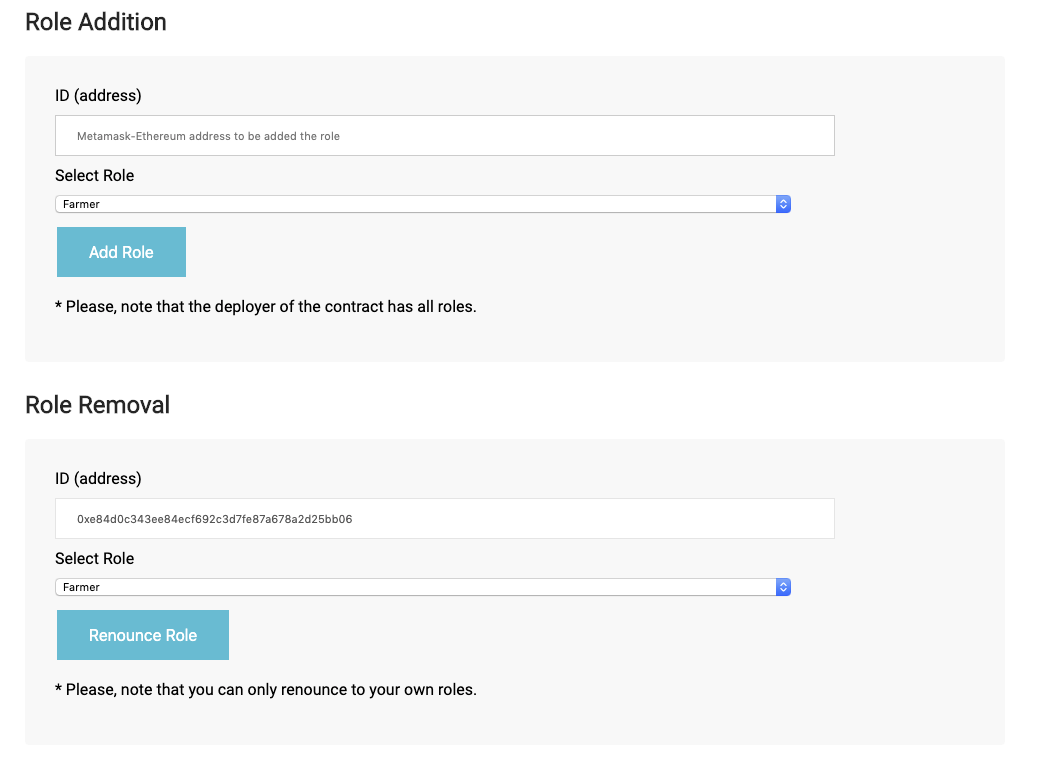 Role Addition
ID (address)
Metamask-Ethereum address to be added the role
Select Role
Farmer
Add Role
* Please, note that the deployer of the contract has all roles.
Role Removal
ID (address)
0xe84d0c343ee84ecf692c3d7fe87a678a2d25bb06
Select Role
Farmer
Renounce Role
* Please, note that you can only renounce to your own roles.